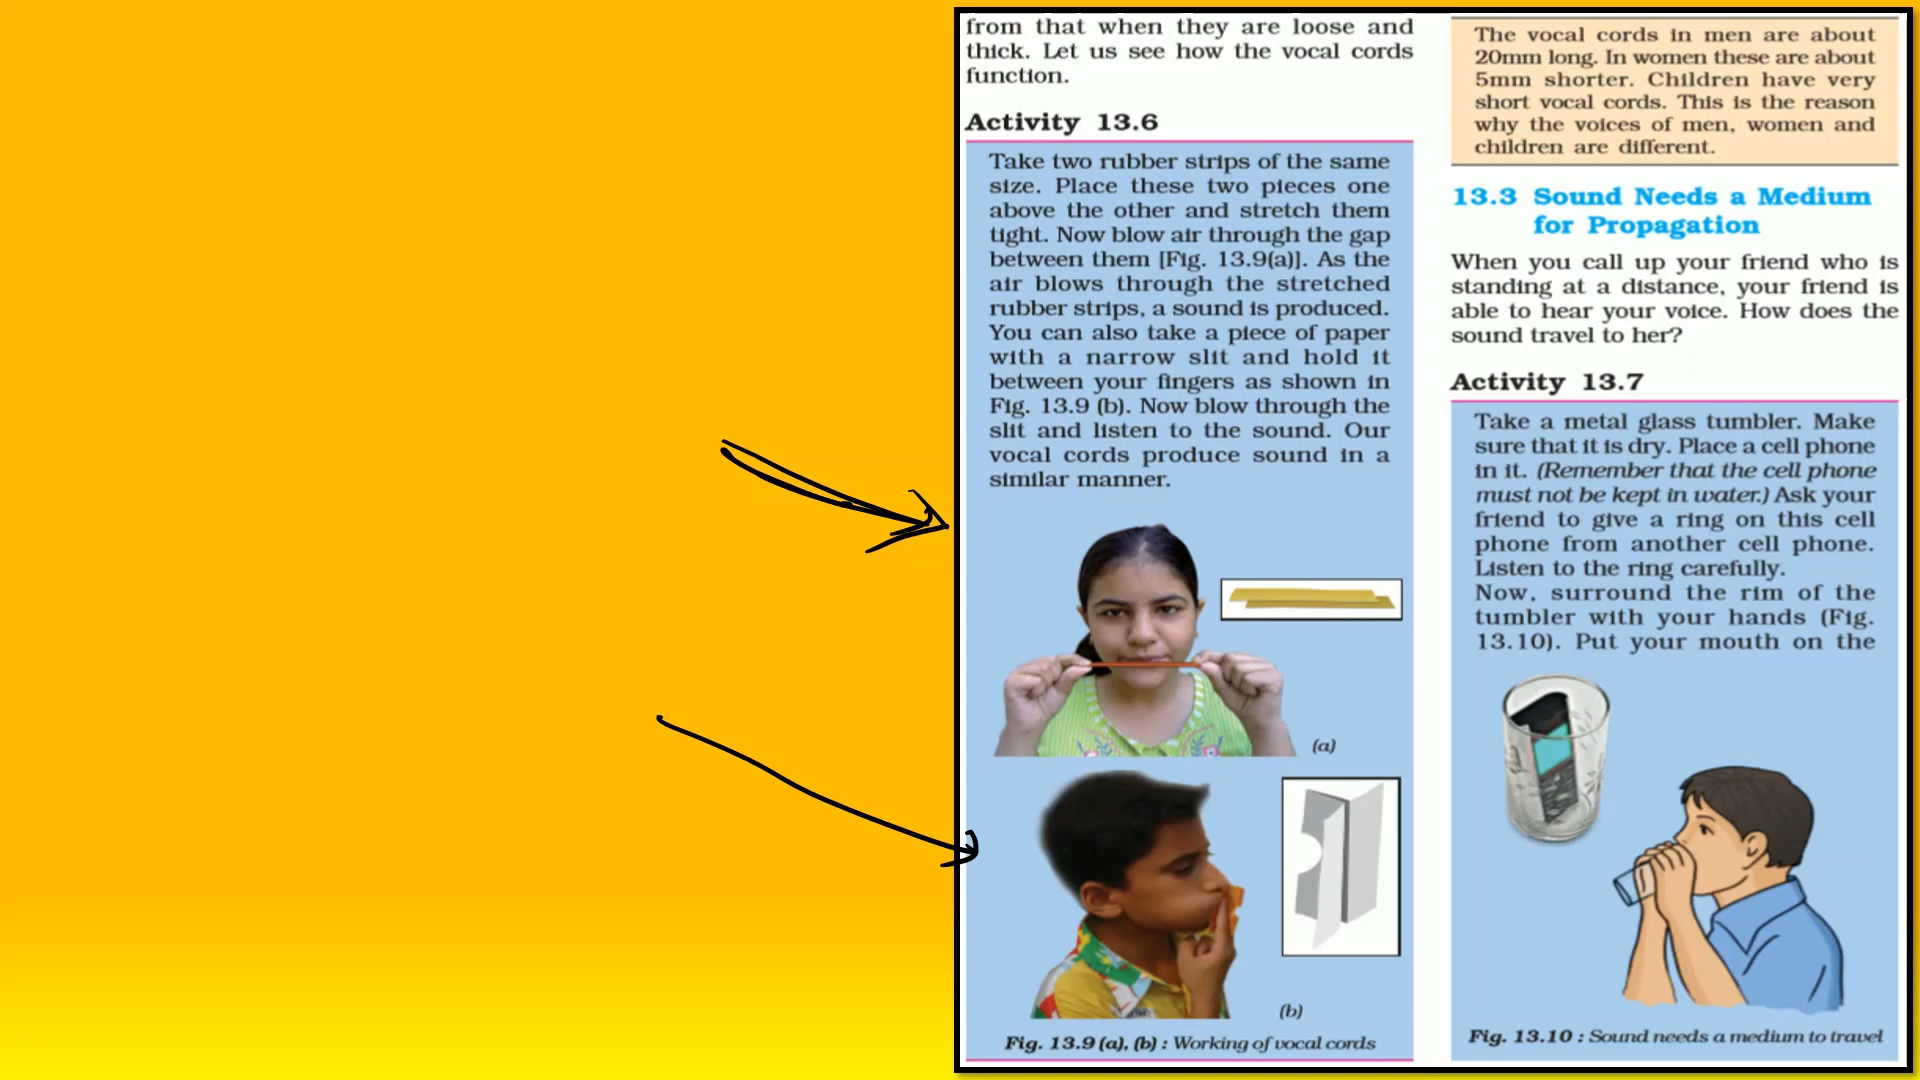 from that when they are loose and
thick. Let us see how the vocal cords
function.
Activity 13.6
Take two rubber strips of the same
size. Place these two pieces one
above the other and stretch them
tight. Now blow air through the gap
between them [Fig. 13.9(a)]. As the
air blows through the stretched
rubber strips, a sound is produced.
You can also take a piece of paper
with a narrow slit and hold it
between your fingers as shown in
Fig. 13.9 (b). Now blow through the
slit and listen to the sound. Our
vocal cords produce sound in a
similar manner.
(a)
(b)
Fig. 13.9 (a), (b) : Working of vocal cords
The vocal cords in men are about
20mm long. In women these are about
5mm shorter. Children have very
short vocal cords. This is the reason
why the voices of men, women and
children are different.
13.3 Sound Needs a Medium
for Propagation
When you call up your friend who is
standing at a distance, your friend is
able to hear your voice. How does the
sound travel to her?
Activity 13.7
Take a metal glass tumbler. Make
sure that it is dry. Place a cell phone
in it. (Remember that the cell phone
must not be kept in water.) Ask your
friend to give a ring on this cell
phone from another cell phone.
Listen to the ring carefully.
Now, surround the rim of the
tumbler with your hands (Fig.
13.10). Put your mouth on the
Fig. 13.10 : Sound needs a medium to travel